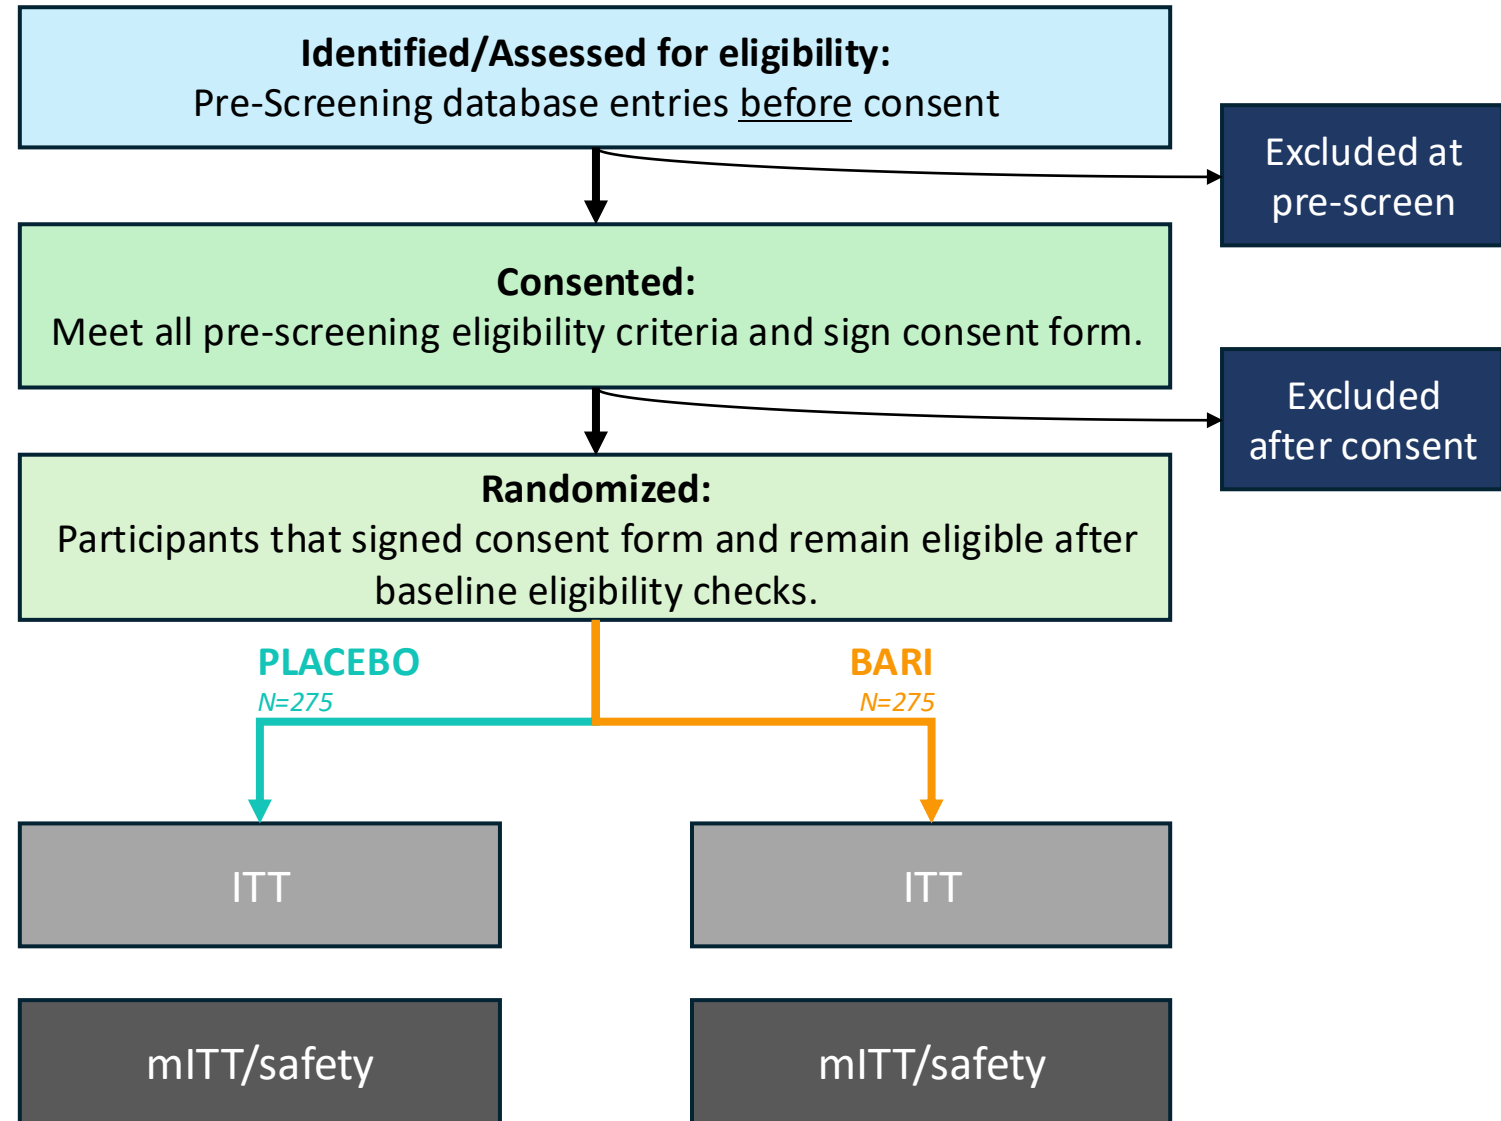 Identified/Assessed for eligibility:
Pre-Screening database entries before consent
Excluded at
pre-screen
Consented:
Meet all pre-screening eligibility criteria and sign consent form.
Excluded
after consent
Randomized:
Participants that signed consent form and remain eligible after
baseline eligibility checks.
PLACEBO
N=275
BARI
N=275
ITT
ITT
mITT/safety
mITT/safety